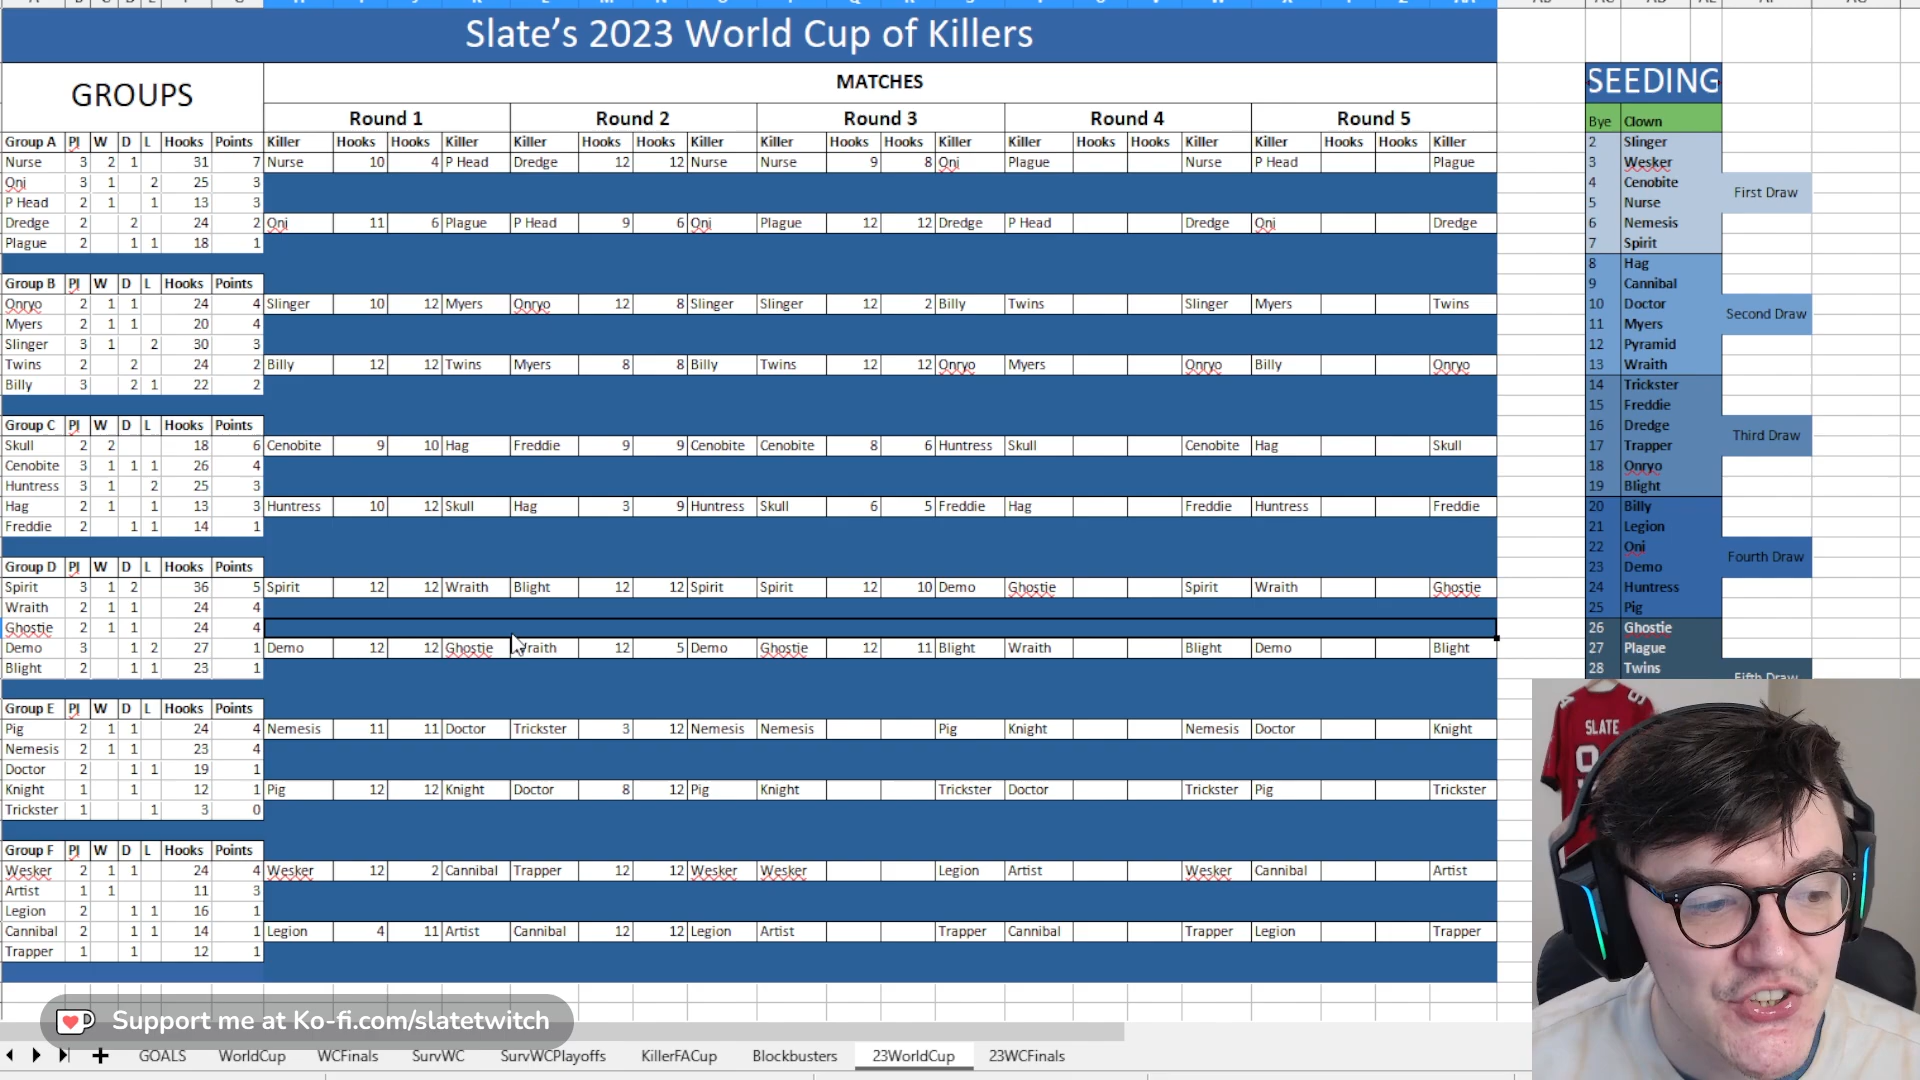 Slate's 2023 World Cup of Killers
GROUPS
MATCHES
SEEDING
Round 1 Round 2 Round 3 Round 4 Round 5
Bye Clown
Group A PJ W D L Hooks Points Killer Hooks Hooks Killer Killer Hooks Hooks Killer Killer Hooks Hooks Killer Killer Hooks Hooks Killer Killer Hooks Hooks Killer 2 Slinger
Nurse 3 2 1 31 7 Nurse 10 4 P Head Dredge 12 12 Nurse Nurse 9 8 Oni Plague Nurse P Head Plague 3 Wesker
Oni 3 1 2 25 3 4 Cenobite First Draw
P Head 2 1 1 13 3 5 Nurse
Dredge 2 2 24 2 Oni 11 6 Plague P Head 9 6 Oni Plague 12 12 Dredge P Head Dredge Oni Dredge 6 Nemesis
Plague 2 1 1 18 1 7 Spirit
8 Hag
Group B PJ W D L Hooks Points 9 Cannibal
Onryo 2 1 1 24 4 Slinger 10 12 Myers Onryo 12 8 Slinger Slinger 12 2 Billy Twins Slinger Myers Twins 10 Doctor Second Draw
Myers 2 1 1 20 4 11 Myers
Slinger 3 1 2 30 3 12 Pyramid
Twins 2 2 24 2 Billy 12 12 Twins Myers 8 8 Billy Twins 12 12 Onryo Myers Onryo Billy Onryo 13 Wraith
Billy 3 2 1 22 2 14 Trickster
15 Freddie
Group C PJ W D L Hooks Points 16 Dredge Third Draw
Skull 2 2 18 6 Cenobite 9 10 Hag Freddie 9 9 Cenobite Cenobite 8 6 Huntress Skull Cenobite Hag Skull 17 Trapper
Cenobite 3 1 1 1 26 4 18 Onryo
Huntress 3 1 2 25 3 19 Blight
Hag 2 1 1 13 3 Huntress 10 12 Skull Hag 3 9 Huntress Skull 6 5 Freddie Hag Freddie Huntress Freddie 20 Billy
Freddie 2 1 1 14 1 21 Legion
22 Oni Fourth Draw
Group D PJ W D L Hooks Points 23 Demo
Spirit 3 1 2 36 5 Spirit 12 12 Wraith Blight 12 12 Spirit Spirit 12 10 Demo Ghostie Spirit Wraith Ghostie 24 Huntress
Wraith 2 1 1 24 4 25 Pig
Ghostie 2 1 1 24 4 26 Ghostie
Demo 3 1 2 27 1 Demo 12 12 Ghostie Wraith 12 5 Demo Ghostie 12 11 Blight Wraith Blight Demo Blight 27 Plague
Blight 2 1 1 23 1 28 Twins Fifth Draw
Group E PJ W D L Hooks Points
Pig 2 1 1 24 4 Nemesis 11 11 Doctor Trickster 3 12 Nemesis Nemesis Pig Knight Nemesis Doctor Knight
Nemesis 2 1 1 23 4
Doctor 2 1 1 19 1
Knight 1 1 12 1 Pig 12 12 Knight Doctor 8 12 Pig Knight Trickster Doctor Trickster Pig Trickster
Trickster 1 1 3 0
Group F PJ W D L Hooks Points
Wesker 2 1 1 24 4 Wesker 12 2 Cannibal Trapper 12 12 Wesker Wesker Legion Artist Wesker Cannibal Artist
Artist 1 1 11 3
Legion 2 1 1 16 1
Cannibal 2 1 1 14 1 Legion 4 11 Artist Cannibal 12 12 Legion Artist Trapper Cannibal Trapper Legion Trapper
Trapper 1 1 12 1
SLATE
Support me at Ko-fi.com/slatetwitch
GOALS WorldCup WCFinals SurvWC SurvWCPlayoffs KillerFACup Blockbusters 23WorldCup 23WCFinals